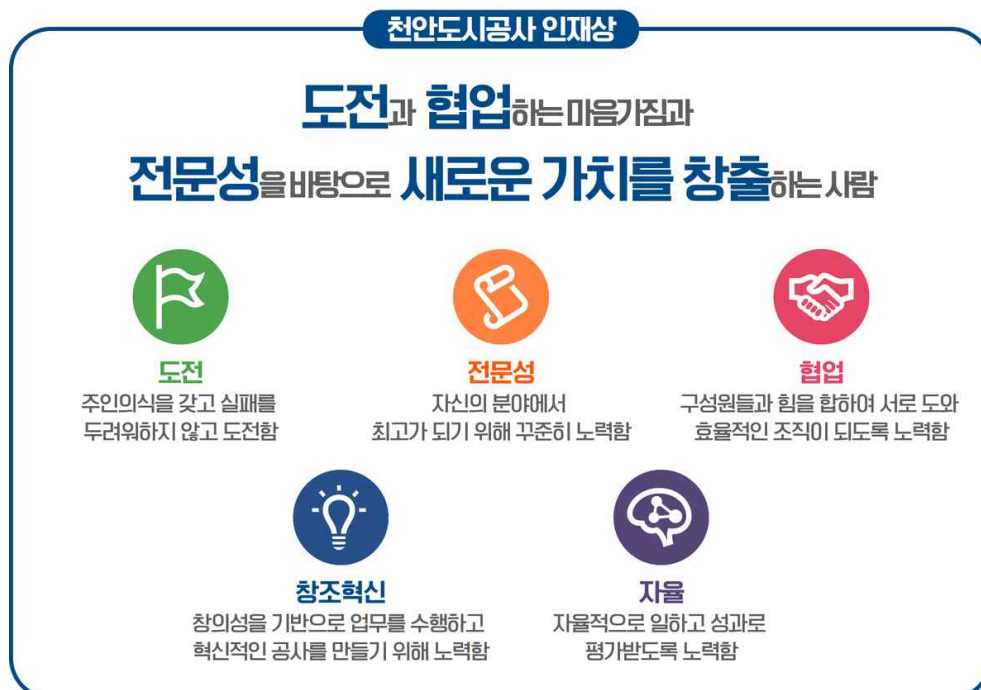 천안도시공사 인재상
도전과 협업하는 마음가짐과
전문성을 바탕으로 새로운 가치를 창출하는 사람
도전
주인의식을 갖고 실패를
두려워하지 않고 도전함
전문성
자신의 분야에서
최고가 되기 위해 꾸준히 노력함
협업
구성원들과 힘을 합하여 서로 도와
효율적인 조직이 되도록 노력함
창조혁신
창의성을 기반으로 업무를 수행하고
혁신적인 공사를 만들기 위해 노력함
자율
자율적으로 일하고 성과로
평가받도록 노력함